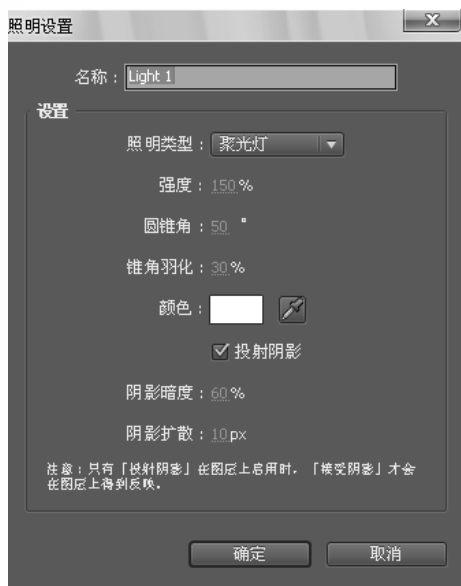 照明设置
名称：Light 1
设置
照明类型：聚光灯
强度：150%
圆锥角：50 °
锥角羽化：30%
颜色：
投射阴影
阴影暗度：60%
阴影扩散：10px
注意：只有「投射阴影」在图层上启用时，「接受阴影」才会
在图层上得到反映。
确定 取消